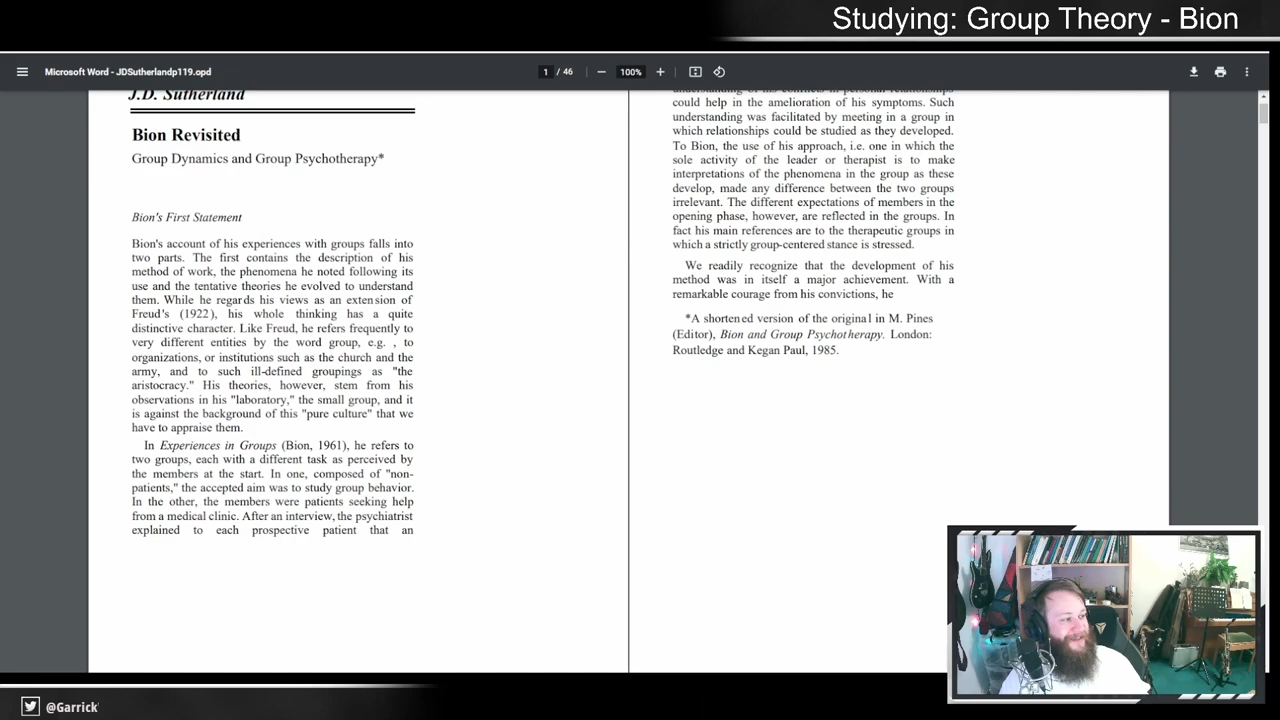 Studying: Group Theory - Bion
Microsoft Word - JDSutherlandp119.opd
1 / 46
100%
J.D. Sutherland
Bion Revisited
Group Dynamics and Group Psychotherapy*
Bion's First Statement
Bion's account of his experiences with groups falls into
two parts. The first contains the description of his
method of work, the phenomena he noted following its
use and the tentative theories he evolved to understand
them. While he regards his views as an extension of
Freud's (1922), his whole thinking has a quite
distinctive character. Like Freud, he refers frequently to
very different entities by the word group, e.g. , to
organizations, or institutions such as the church and the
army, and to such ill-defined groupings as "the
aristocracy." His theories, however, stem from his
observations in his "laboratory," the small group, and it
is against the background of this "pure culture" that we
have to appraise them.
In Experiences in Groups (Bion, 1961), he refers to
two groups, each with a different task as perceived by
the members at the start. In one, composed of "non-
patients," the accepted aim was to study group behavior.
In the other, the members were patients seeking help
from a medical clinic. After an interview, the psychiatrist
explained to each prospective patient that an
understanding of his conflicts in personal relationships
could help in the amelioration of his symptoms. Such
understanding was facilitated by meeting in a group in
which relationships could be studied as they developed.
To Bion, the use of his approach, i.e. one in which the
sole activity of the leader or therapist is to make
interpretations of the phenomena in the group as these
develop, made any difference between the two groups
irrelevant. The different expectations of members in the
opening phase, however, are reflected in the groups. In
fact his main references are to the therapeutic groups in
which a strictly group-centered stance is stressed.
We readily recognize that the development of his
method was in itself a major achievement. With a
remarkable courage from his convictions, he
*A shortened version of the original in M. Pines
(Editor), Bion and Group Psychotherapy. London:
Routledge and Kegan Paul, 1985.
@Garrick